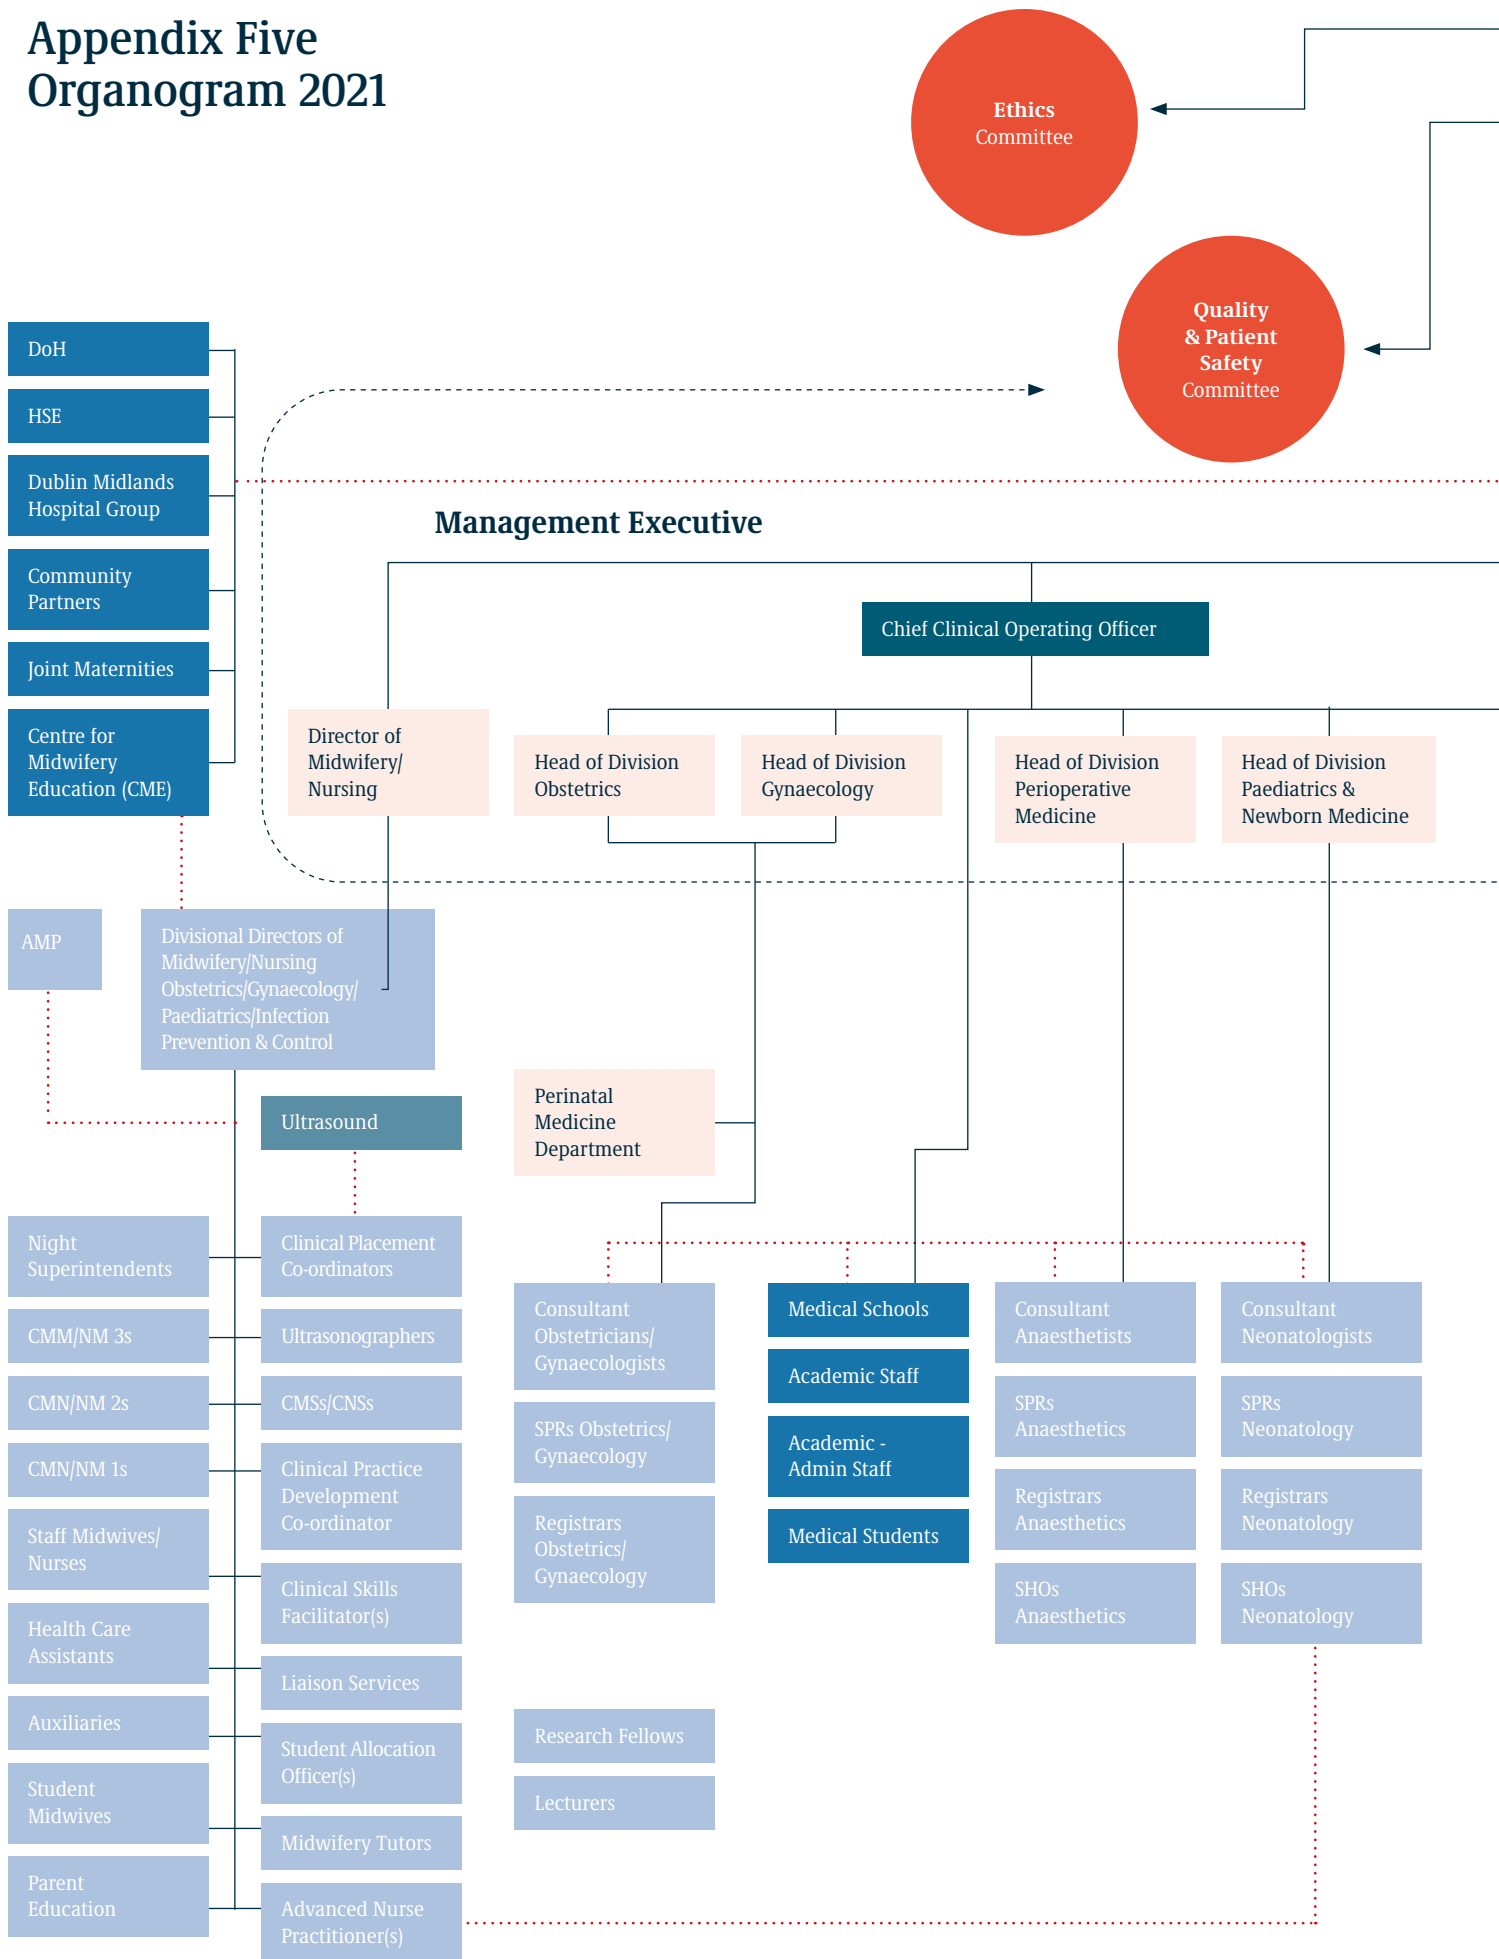 Appendix Five
Organogram 2021
Ethics
Committee
Quality
& Patient
Safety
Committee
DoH
HSE
Dublin Midlands
Hospital Group
Community
Partners
Joint Maternities
Centre for
Midwifery
Education (CME)
Management Executive
Chief Clinical Operating Officer
Director of
Midwifery/
Nursing
Head of Division
Obstetrics
Head of Division
Gynaecology
Head of Division
Perioperative
Medicine
Head of Division
Paediatrics &
Newborn Medicine
AMP
Divisional Directors of
Midwifery/Nursing
Obstetrics/Gynaecology/
Paediatrics/Infection
Prevention & Control
Ultrasound
Perinatal
Medicine
Department
Night
Superintendents
CMM/NM 3s
CMN/NM 2s
CMN/NM 1s
Staff Midwives/
Nurses
Health Care
Assistants
Auxiliaries
Student
Midwives
Parent
Education
Clinical Placement
Co-ordinators
Ultrasonographers
CMSs/CNSs
Clinical Practice
Development
Co-ordinator
Clinical Skills
Facilitator(s)
Liaison Services
Student Allocation
Officer(s)
Midwifery Tutors
Advanced Nurse
Practitioner(s)
Consultant
Obstetricians/
Gynaecologists
SPRs Obstetrics/
Gynaecology
Registrars
Obstetrics/
Gynaecology
Research Fellows
Lecturers
Medical Schools
Academic Staff
Academic -
Admin Staff
Medical Students
Consultant
Anaesthetists
SPRs
Anaesthetics
Registrars
Anaesthetics
SHOs
Anaesthetics
Consultant
Neonatologists
SPRs
Neonatology
Registrars
Neonatology
SHOs
Neonatology